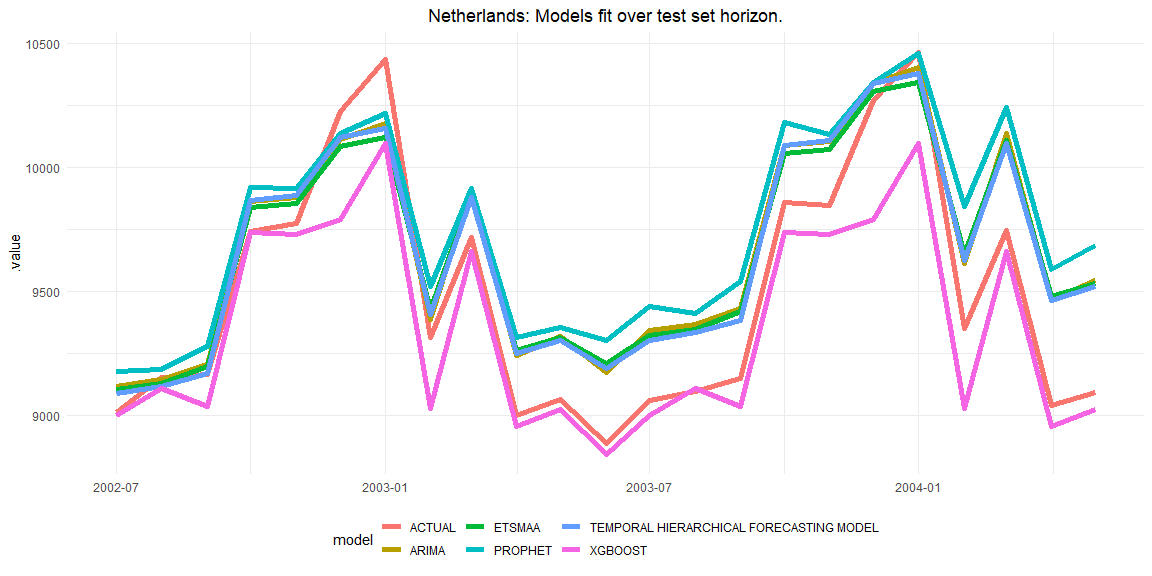 Netherlands: Models fit over test set horizon.
10500
10000
.value
9500
9000
2002-07 2003-01 2003-07 2004-01
model
ACTUAL ETSMAA TEMPORAL HIERARCHICAL FORECASTING MODEL
ARIMA PROPHET XGBOOST